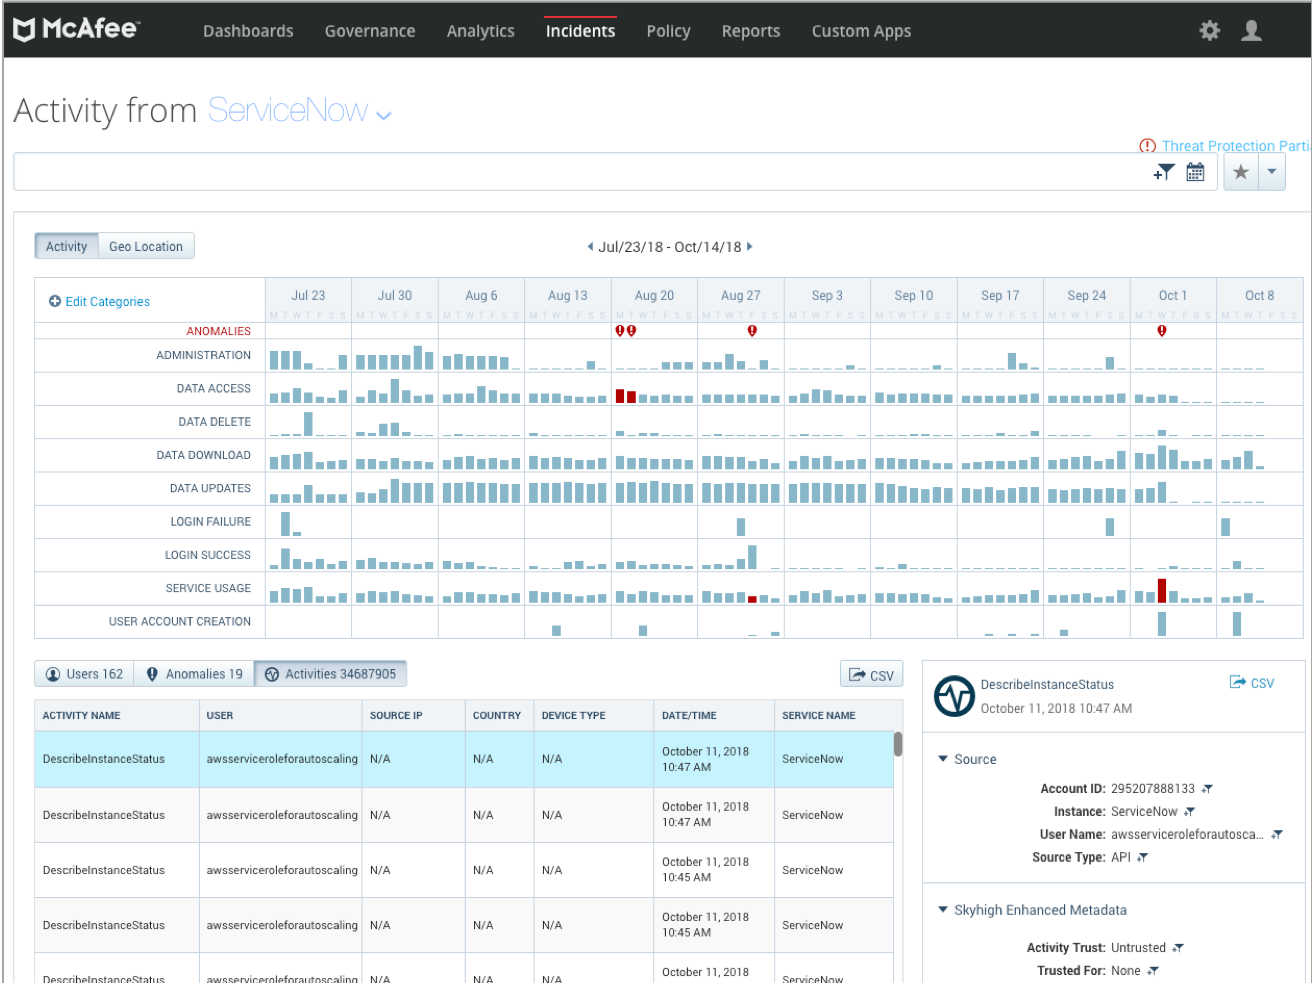 McAfee™
Dashboards Governance Analytics Incidents Policy Reports Custom Apps
Activity from ServiceNow
Threat Protection Parti
Activity Geo Location
Jul/23/18 - Oct/14/18
Edit Categories
Jul 23 Jul 30 Aug 6 Aug 13 Aug 20 Aug 27 Sep 3 Sep 10 Sep 17 Sep 24 Oct 1 Oct 8
M T W T F S S M T W T F S S M T W T F S S M T W T F S S M T W T F S S M T W T F S S M T W T F S S M T W T F S S M T W T F S S M T W T F S S M T W T F S S M T W T F S S
ANOMALIES
ADMINISTRATION
DATA ACCESS
DATA DELETE
DATA DOWNLOAD
DATA UPDATES
LOGIN FAILURE
LOGIN SUCCESS
SERVICE USAGE
USER ACCOUNT CREATION
Users 162 Anomalies 19 Activities 34687905 CSV
ACTIVITY NAME USER SOURCE IP COUNTRY DEVICE TYPE DATE/TIME SERVICE NAME
DescribeInstanceStatus awsserviceroleforautoscaling N/A N/A N/A October 11, 2018 10:47 AM ServiceNow
DescribeInstanceStatus awsserviceroleforautoscaling N/A N/A N/A October 11, 2018 10:47 AM ServiceNow
DescribeInstanceStatus awsserviceroleforautoscaling N/A N/A N/A October 11, 2018 10:45 AM ServiceNow
DescribeInstanceStatus awsserviceroleforautoscaling N/A N/A N/A October 11, 2018 10:45 AM ServiceNow
DescribeInstanceStatus awsserviceroleforautoscaling N/A N/A N/A October 11, 2018 ServiceNow
DescribeInstanceStatus CSV
October 11, 2018 10:47 AM
Source
Account ID: 295207888133
Instance: ServiceNow
User Name: awsserviceroleforautosca...
Source Type: API
Skyhigh Enhanced Metadata
Activity Trust: Untrusted
Trusted For: None